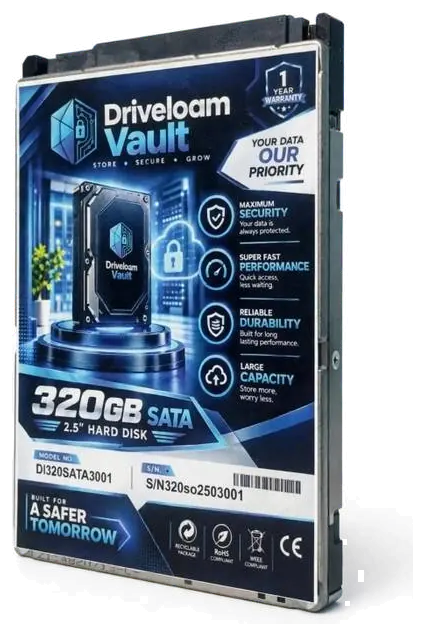 Driveloam
Vault
STORE • SECURE • GROW
1
YEAR
WARRANTY
YOUR DATA
OUR
PRIORITY
MAXIMUM
SECURITY
Your data is
always protected.
SUPER FAST
PERFORMANCE
Quick access,
less waiting.
Driveloam
Vault
RELIABLE
DURABILITY
Built for long
lasting performance.
LARGE
CAPACITY
Store more,
worry less.
320GB SATA
2.5" HARD DISK
MODEL NO.
DI320SATA3001
S/N.
S/N320so2503001
BUILT FOR
A SAFER
TOMORROW
RECYCLABLE
PACKAGE
RoHS
COMPLIANT
WEEE
COMPLIANT
CE